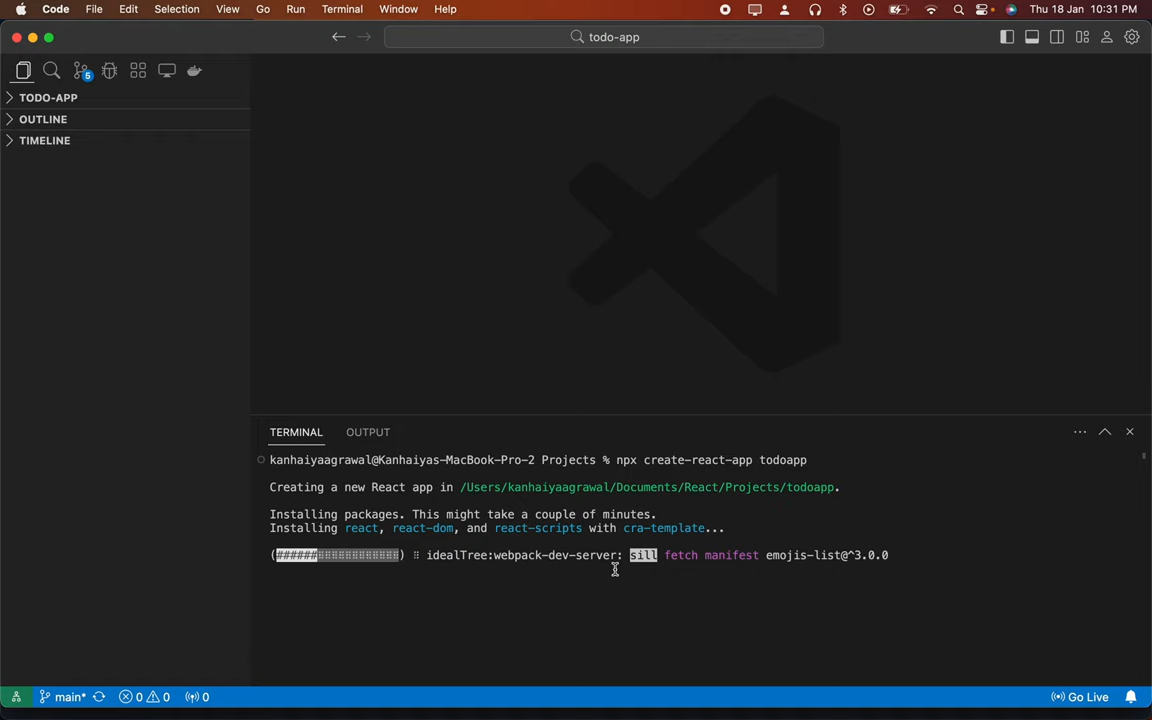 Code File Edit Selection View Go Run Terminal Window Help Thu 18 Jan 10:31 PM
todo-app
5
TODO-APP
OUTLINE
TIMELINE
TERMINAL OUTPUT
kanhaiyaagrawal@Kanhaiyas-MacBook-Pro-2 Projects % npx create-react-app todoapp
Creating a new React app in /Users/kanhaiyaagrawal/Documents/React/Projects/todoapp.
Installing packages. This might take a couple of minutes.
Installing react, react-dom, and react-scripts with cra-template...
(######⠿⠿⠿⠿⠿⠿⠿⠿⠿⠿⠿⠿) ⠿ idealTree:webpack-dev-server: sill fetch manifest emojis-list@^3.0.0
main* 0 0 0 Go Live